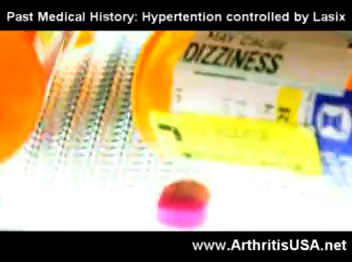 Past Medical History: Hypertention controlled by Lasix
MAY CAUSE
DIZZINESS
www.ArthritisUSA.net